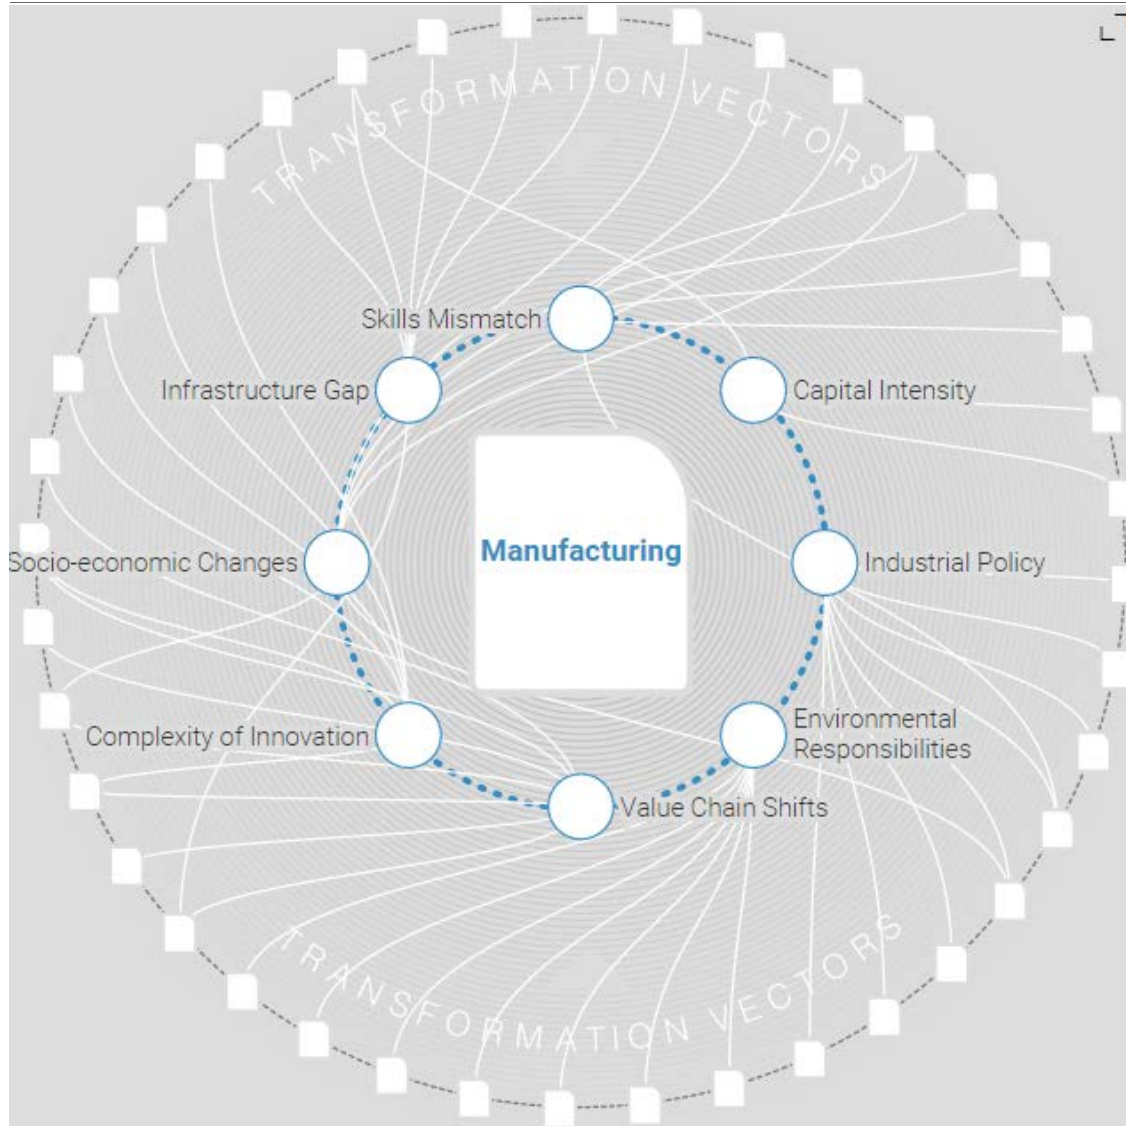 TRANSFORMATION VECTORS
Skills Mismatch
Infrastructure Gap
Capital Intensity
Manufacturing
Socio-economic Changes
Industrial Policy
Complexity of Innovation
Environmental
Responsibilities
Value Chain Shifts
TRANSFORMATION VECTORS